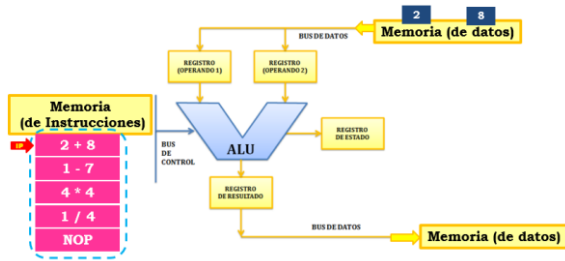 2 8
BUS DE DATOS
Memoria (de datos)
REGISTRO
(OPERANDO 1)
REGISTRO
(OPERANDO 2)
Memoria
(de Instrucciones)
IP
2 + 8
1 - 7
4 * 4
1 / 4
NOP
BUS
DE
CONTROL
ALU
REGISTRO
DE ESTADO
REGISTRO
DE RESULTADO
BUS DE DATOS
Memoria (de datos)